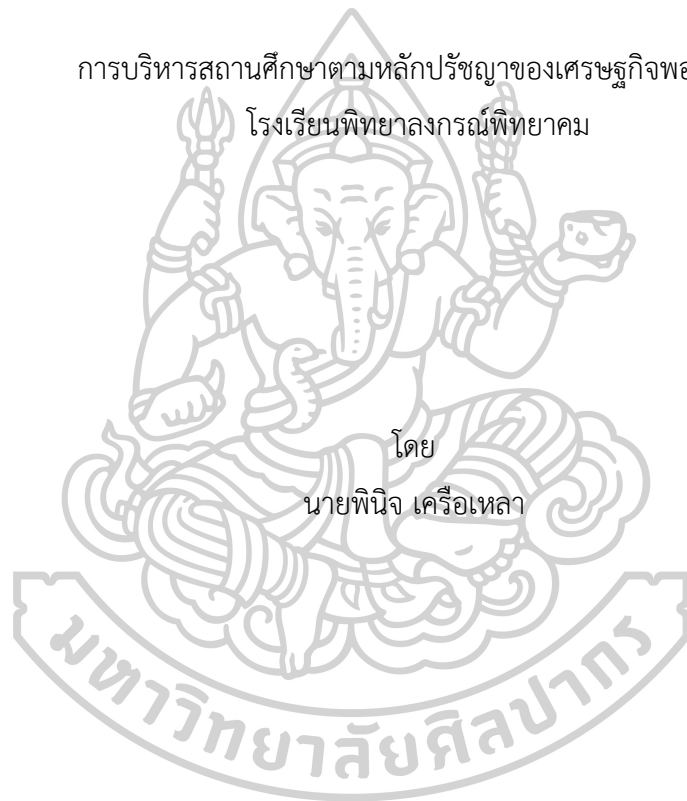 การบริหารสถานศึกษาตามหลักปรัชญาของเศรษฐกิจพอ
โรงเรียนพิทยาลงกรณ์พิทยาคม
โดย
นายพินิจ เครือเหลา
มหาวิทยาลัยศิลปากร